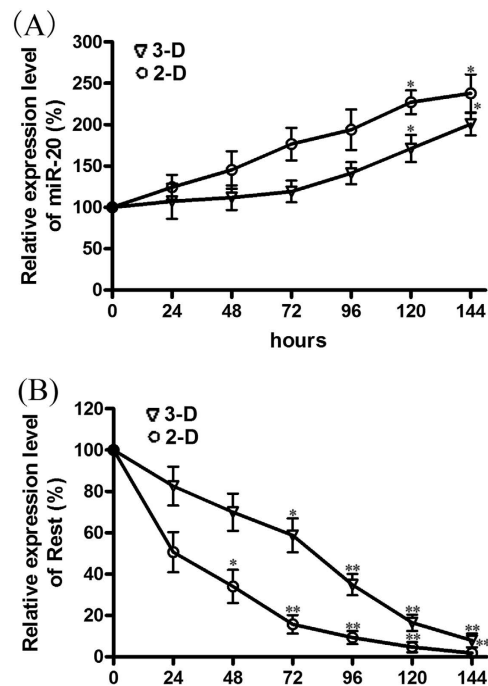 (A)
300
250
200
150
100
50
0
Relative expression level
of miR-20 (%)
3-D
2-D
*
*
*
*
0 24 48 72 96 120 144
hours
(B)
120
100
80
60
40
20
0
Relative expression level
of Rest (%)
3-D
2-D
*
*
**
**
**
**
**
**
**
0 24 48 72 96 120 144